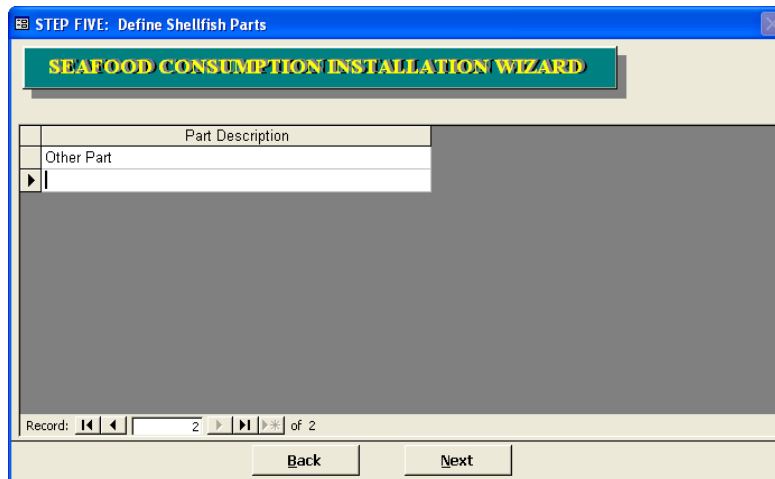 STEP FIVE: Define Shellfish Parts
SEAFOOD CONSUMPTION INSTALLATION WIZARD
Part Description
Other Part
Record: 2 of 2
Back Next